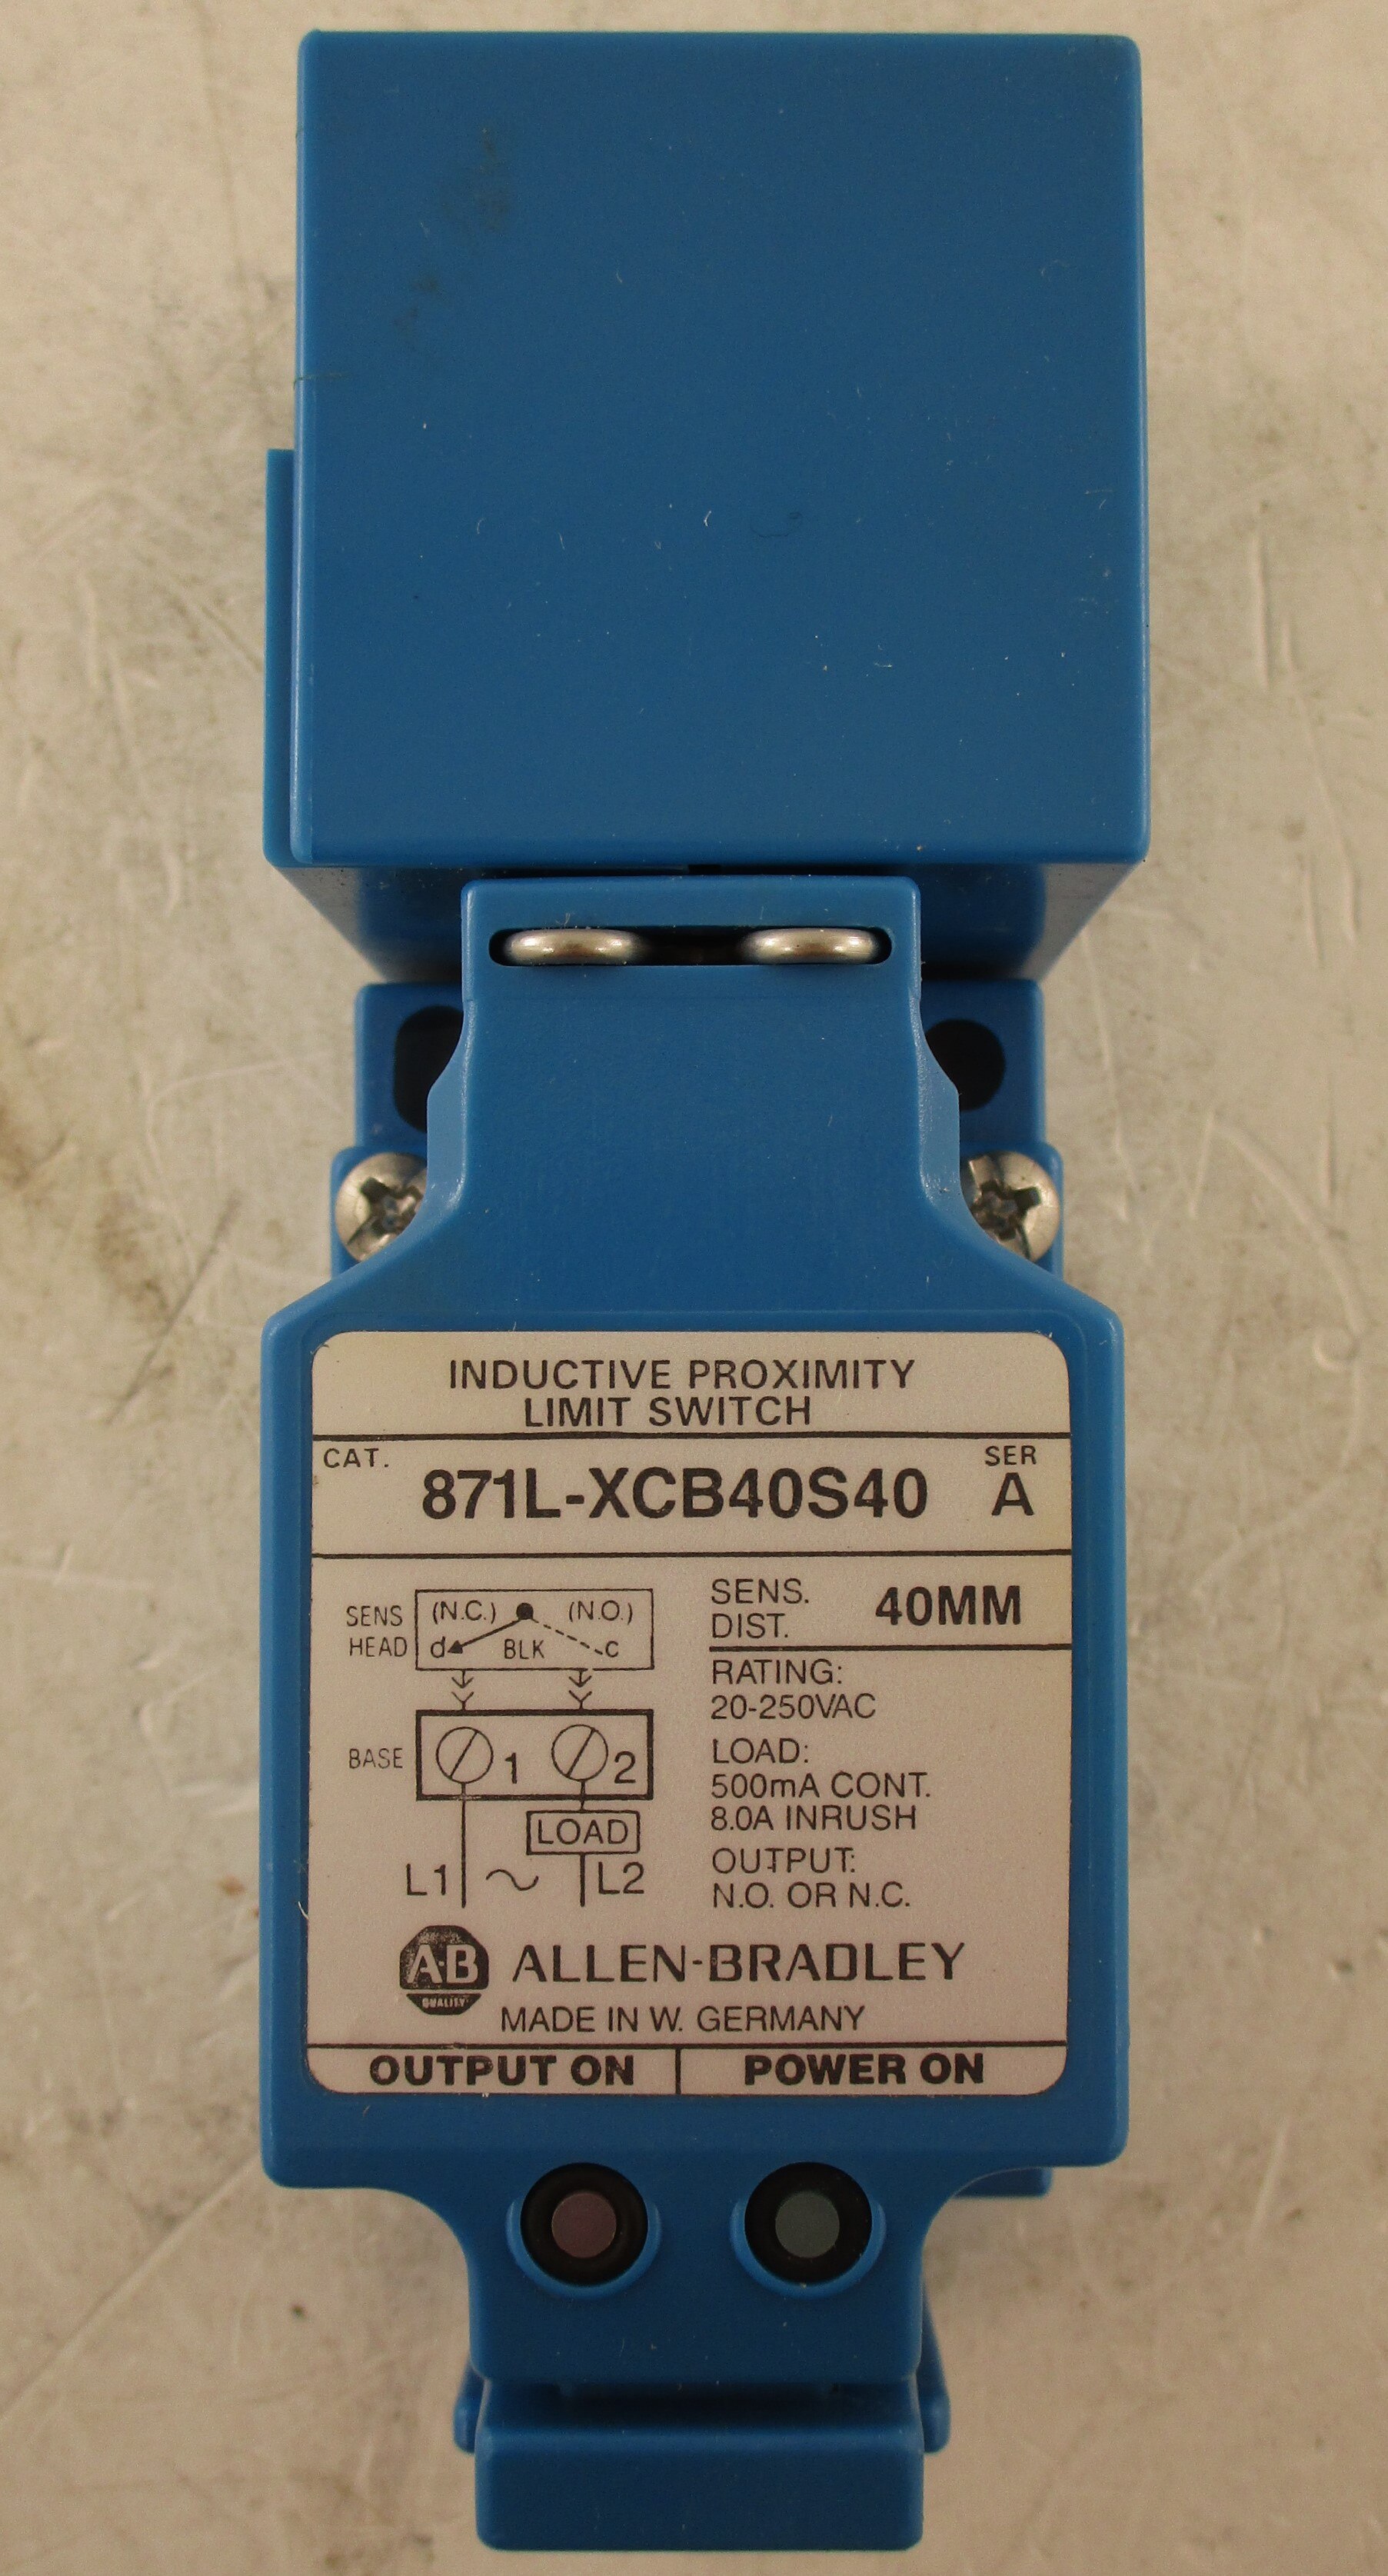 INDUCTIVE PROXIMITY
LIMIT SWITCH
CAT. 871L-XCB40S40 SER A
SENS HEAD
(N.C.) (N.O.)
d BLK c
BASE
1 2
LOAD
L1 ~ L2
SENS. DIST. 40MM
RATING:
20-250VAC
LOAD:
500mA CONT.
8.0A INRUSH
OUTPUT:
N.O. OR N.C.
A-B
QUALITY
ALLEN-BRADLEY
MADE IN W. GERMANY
OUTPUT ON POWER ON